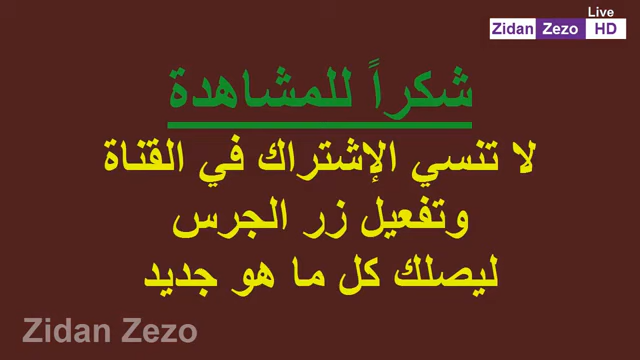 Live
Zidan Zezo HD
شكراً للمشاهدة
لا تنسي الإشتراك في القناة
وتفعيل زر الجرس
ليصلك كل ما هو جديد
Zidan Zezo